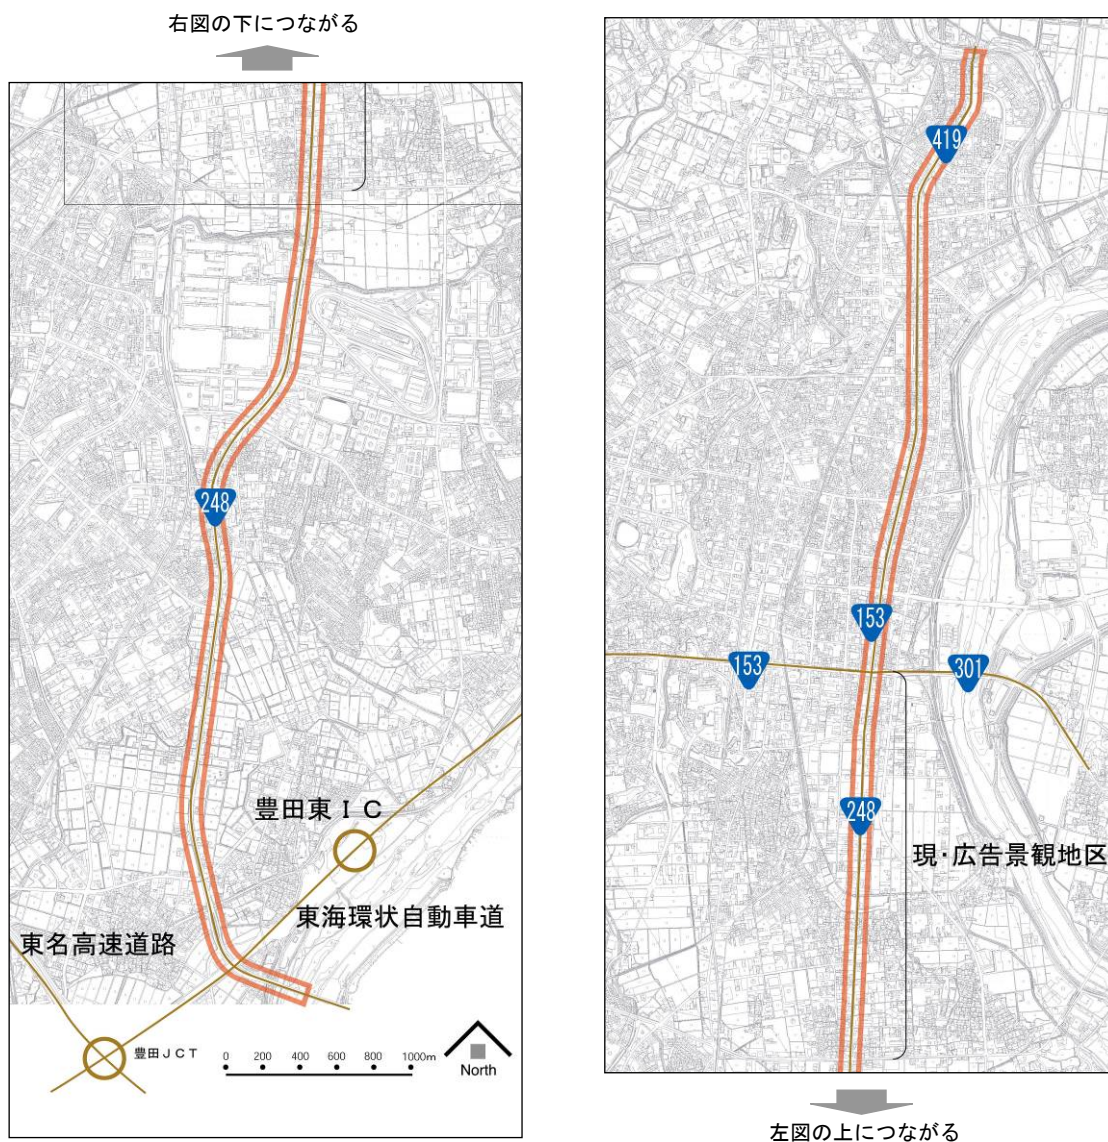 右図の下につながる
248
豊田東ＩＣ
東海環状自動車道
東名高速道路
豊田ＪＣＴ
0 200 400 600 800 1000m
North
419
153
153
301
248
現・広告景観地区
左図の上につながる